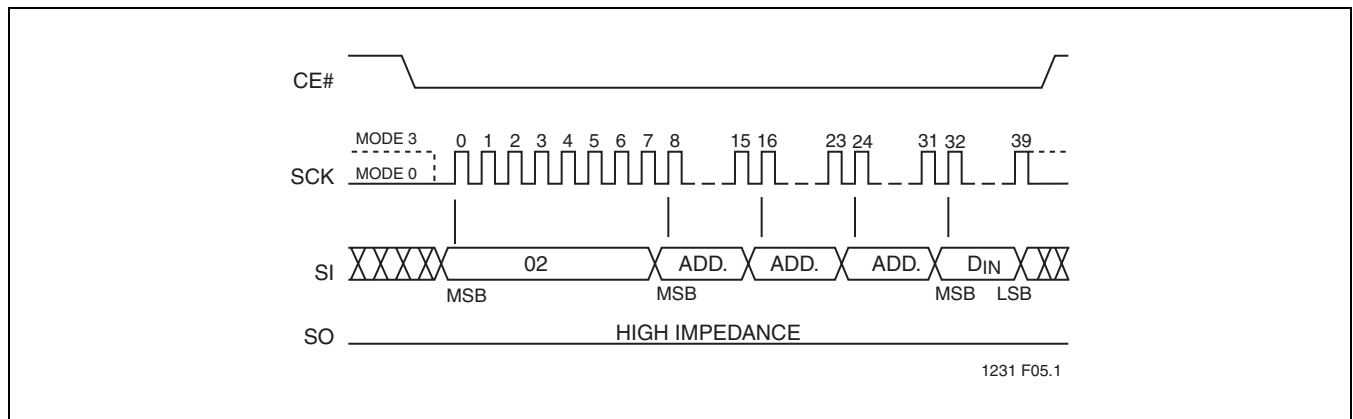 CE#
MODE 3 0 1 2 3 4 5 6 7 8 15 16 23 24 31 32 39
SCK MODE 0
SI 02 ADD. ADD. ADD. DIN
MSB MSB MSB LSB
SO HIGH IMPEDANCE
1231 F05.1